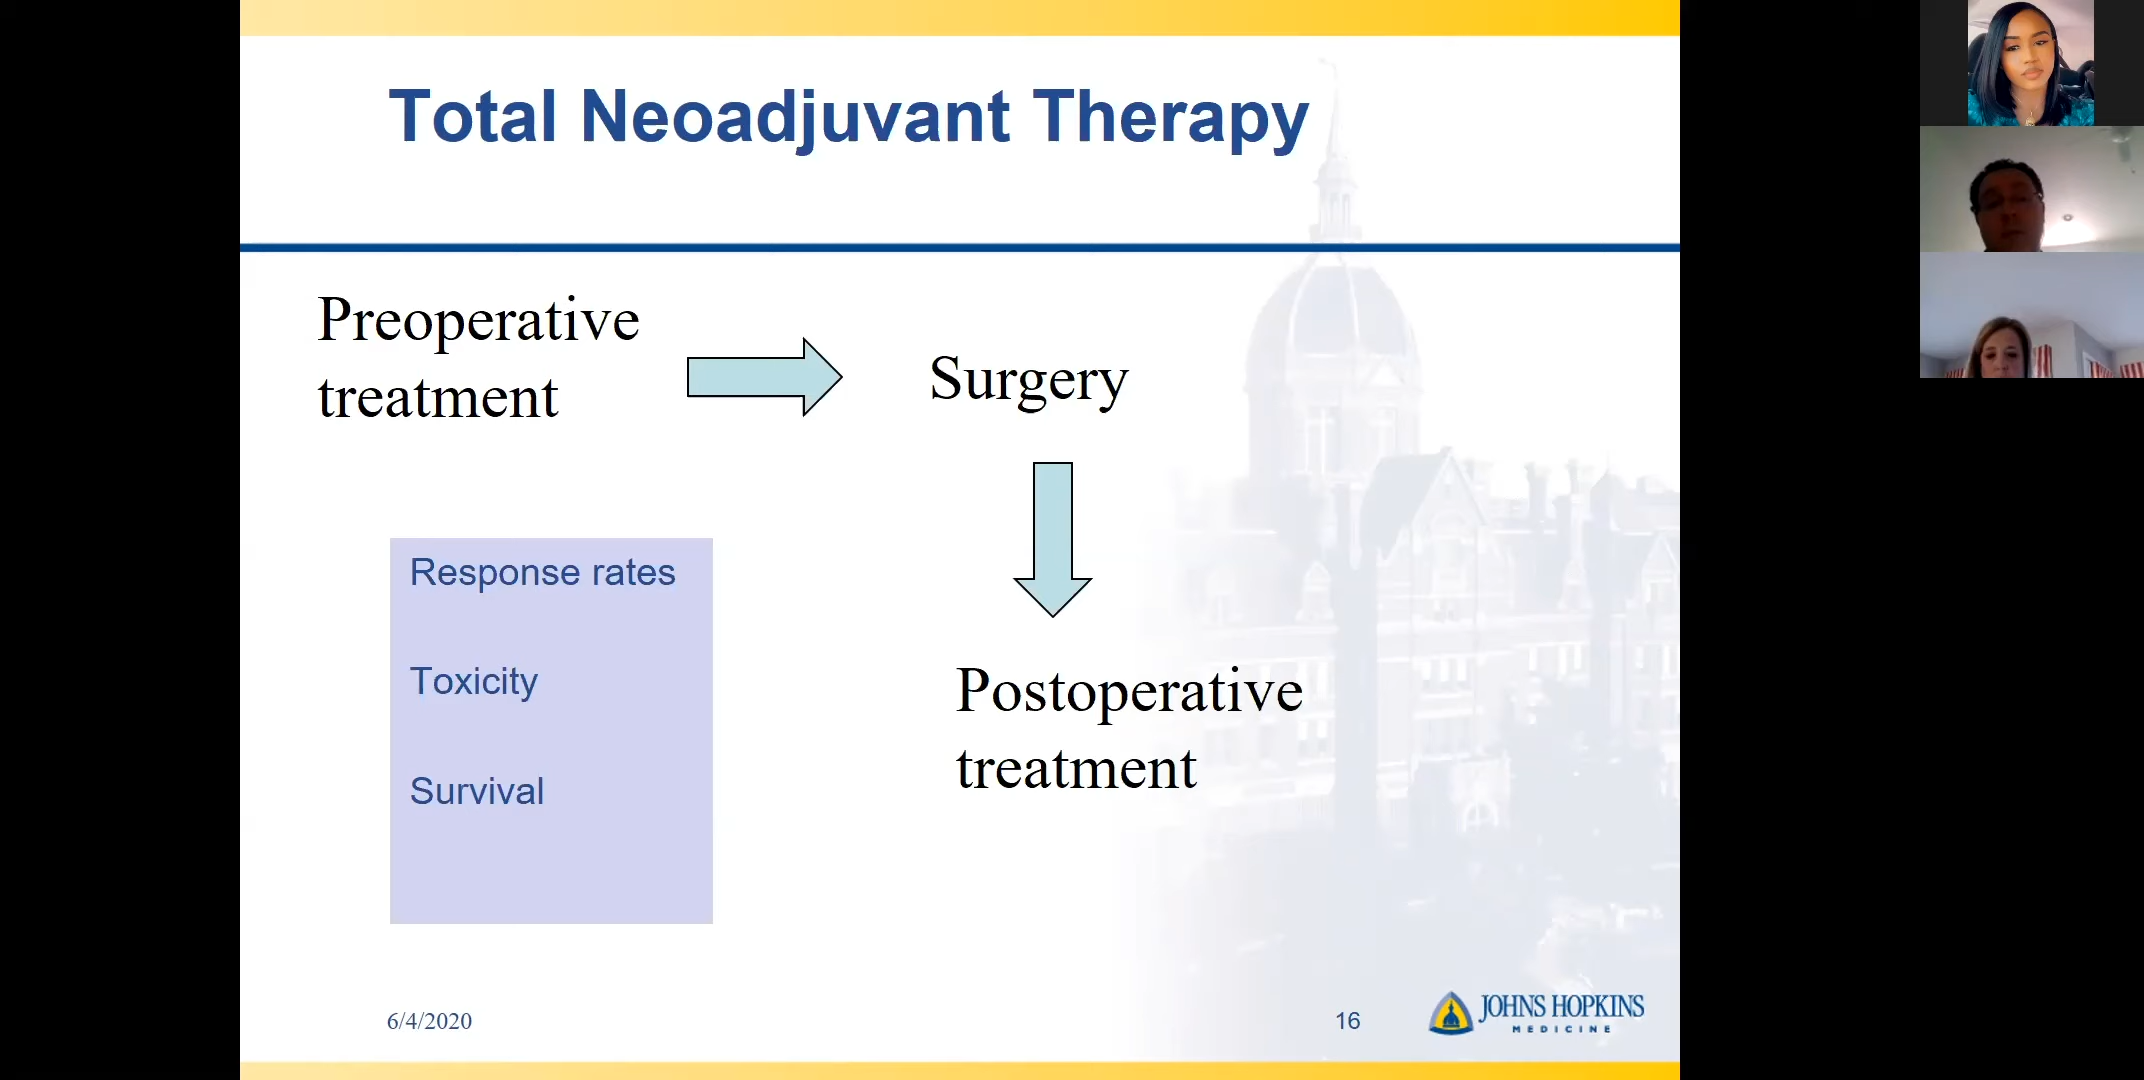 Total Neoadjuvant Therapy
Preoperative
treatment
Surgery
Response rates
Toxicity
Survival
Postoperative
treatment
6/4/2020
16
JOHNS HOPKINS
MEDICINE